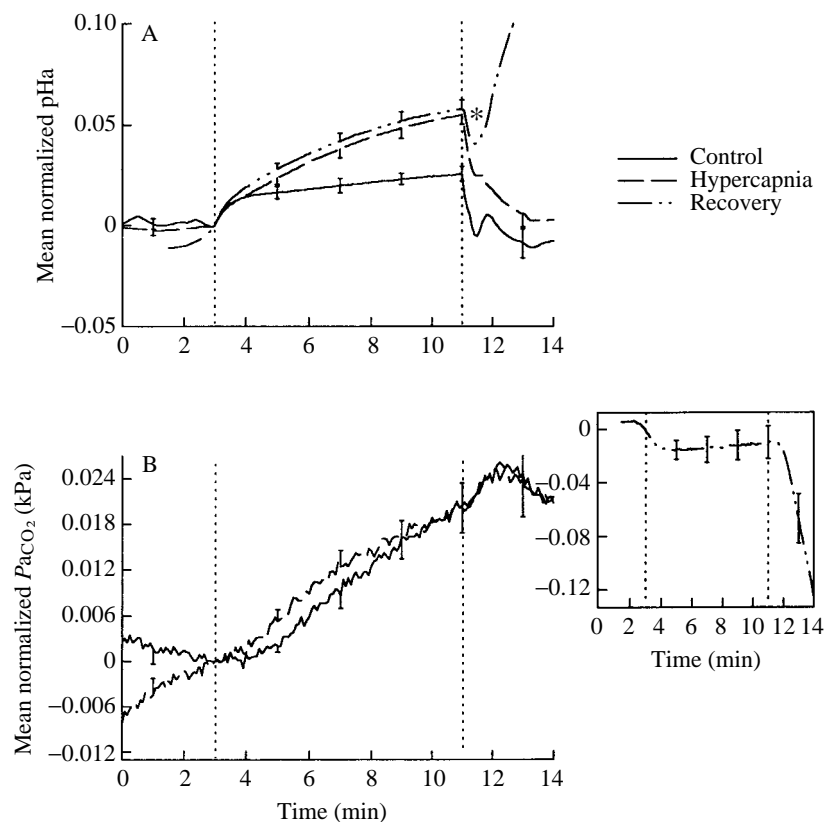 A
0.10
0.05
0
−0.05
Mean normalized pHa
*
0 2 4 6 8 10 12 14
Control
Hypercapnia
Recovery
B
0.024
0.018
0.012
0.006
0
−0.006
−0.012
Mean normalized PaCO2 (kPa)
0 2 4 6 8 10 12 14
Time (min)
0
−0.04
−0.08
−0.12
0 2 4 6 8 10 12 14
Time (min)